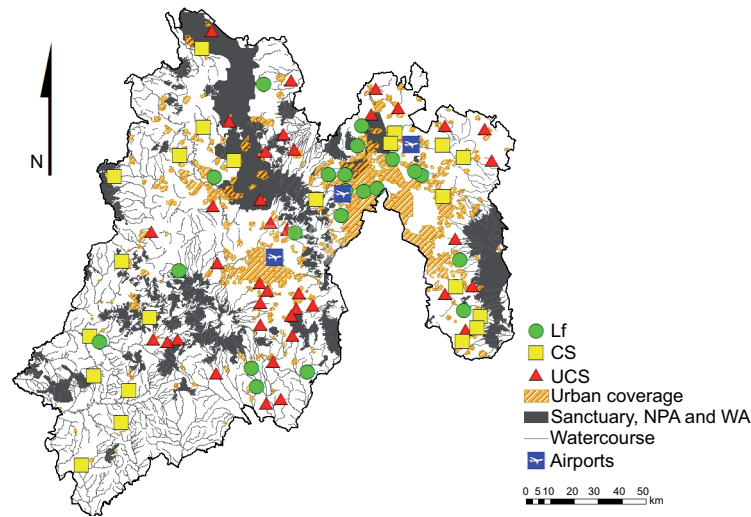 N
Lf
CS
UCS
Urban coverage
Sanctuary, NPA and WA
Watercourse
Airports
0 5 10 20 30 40 50
km